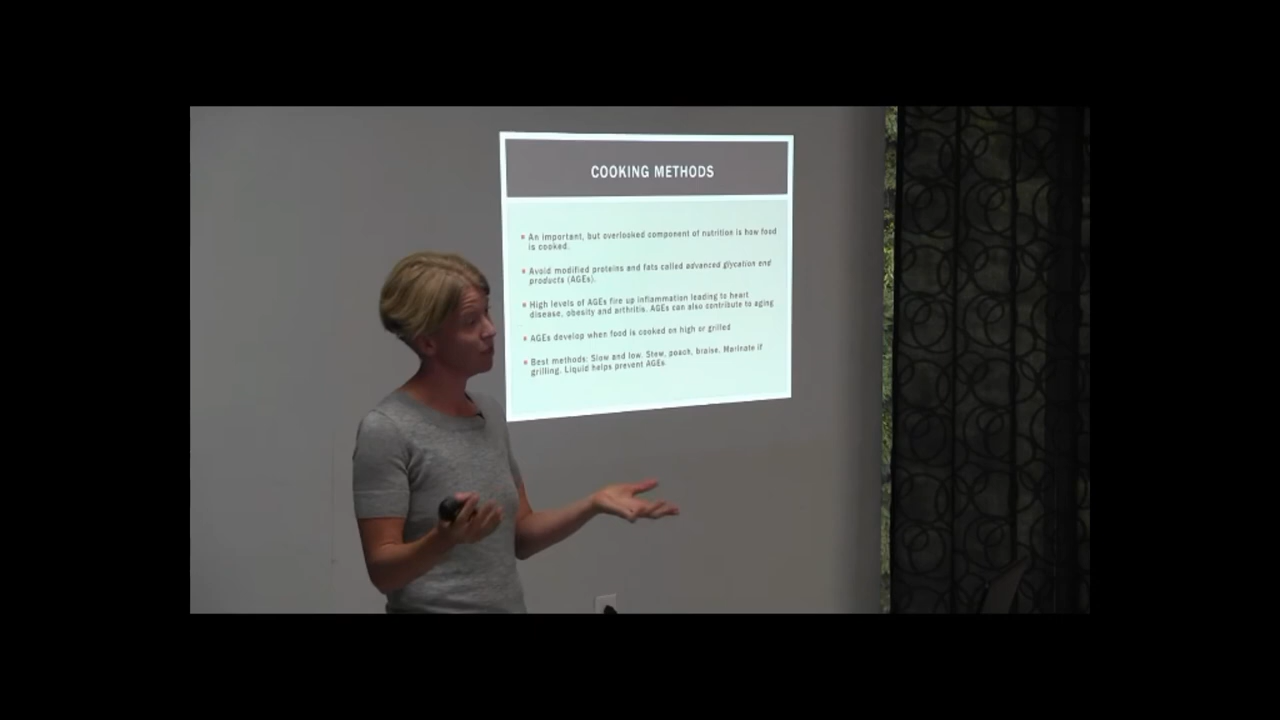 COOKING METHODS
An important, but overlooked component of nutrition is how food
is cooked.
Avoid modified proteins and fats called advanced glycation end
products (AGEs).
High levels of AGEs fire up inflammation leading to heart
disease, obesity and arthritis. AGEs can also contribute to aging
AGEs develop when food is cooked on high or grilled
Best methods: Slow and low. Stew, poach, braise. Marinate if
grilling. Liquid helps prevent AGEs